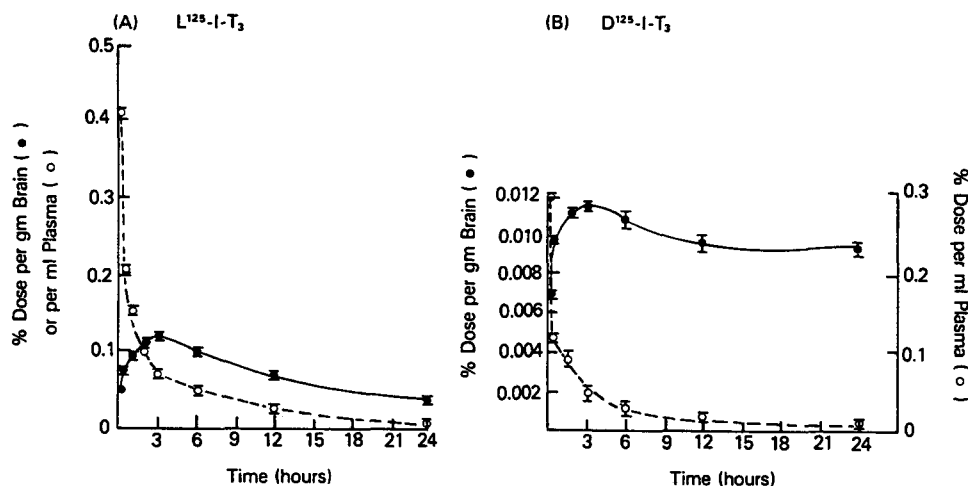 (A) L¹²⁵-I-T₃
% Dose per gm Brain (●)
or per ml Plasma (○)
0.5
0.4
0.3
0.2
0.1
0
3 6 9 12 15 18 21 24
Time (hours)
(B) D¹²⁵-I-T₃
% Dose per gm Brain (●)
0.012
0.010
0.008
0.006
0.004
0.002
3 6 9 12 15 18 21 24
Time (hours)
0.3
0.2
0.1
0
% Dose per ml Plasma (○)